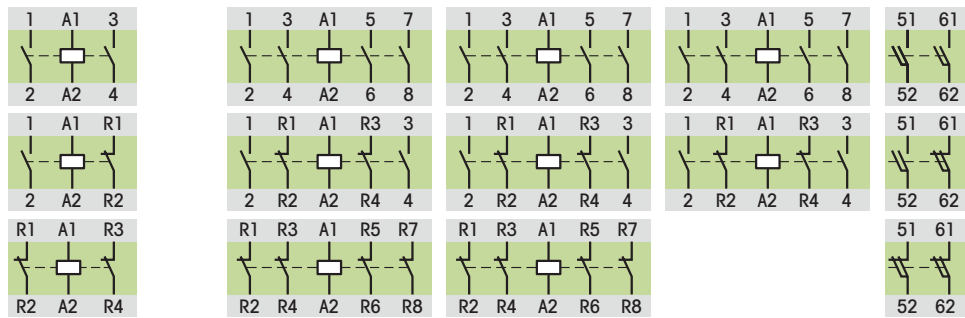 1 A1 3 1 3 A1 5 7 1 3 A1 5 7 1 3 A1 5 7 51 61
2 A2 4 2 4 A2 6 8 2 4 A2 6 8 2 4 A2 6 8 52 62
1 A1 R1 1 R1 A1 R3 3 1 R1 A1 R3 3 1 R1 A1 R3 3 51 61
2 A2 R2 2 R2 A2 R4 4 2 R2 A2 R4 4 2 R2 A2 R4 4 52 62
R1 A1 R3 R1 R3 A1 R5 R7 R1 R3 A1 R5 R7 51 61
R2 A2 R4 R2 R4 A2 R6 R8 R2 R4 A2 R6 R8 52 62